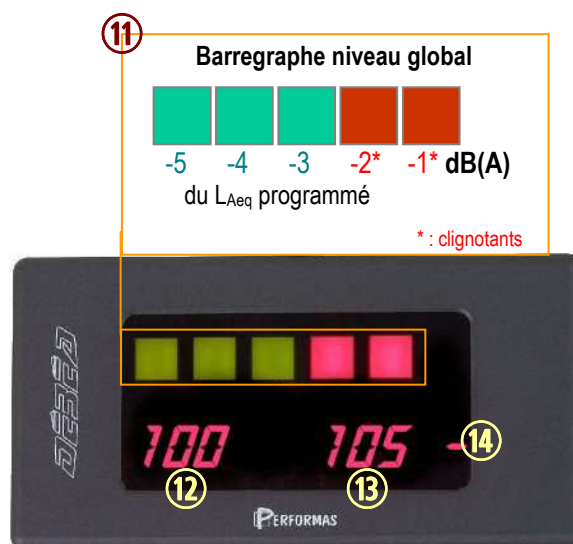 ⑪
Barregraphe niveau global
-5 -4 -3 -2* -1* dB(A)
du LAeq programmé
* : clignotants
DÉBÉA
100 105 -
⑫ ⑬ ⑭
PERFORMAS